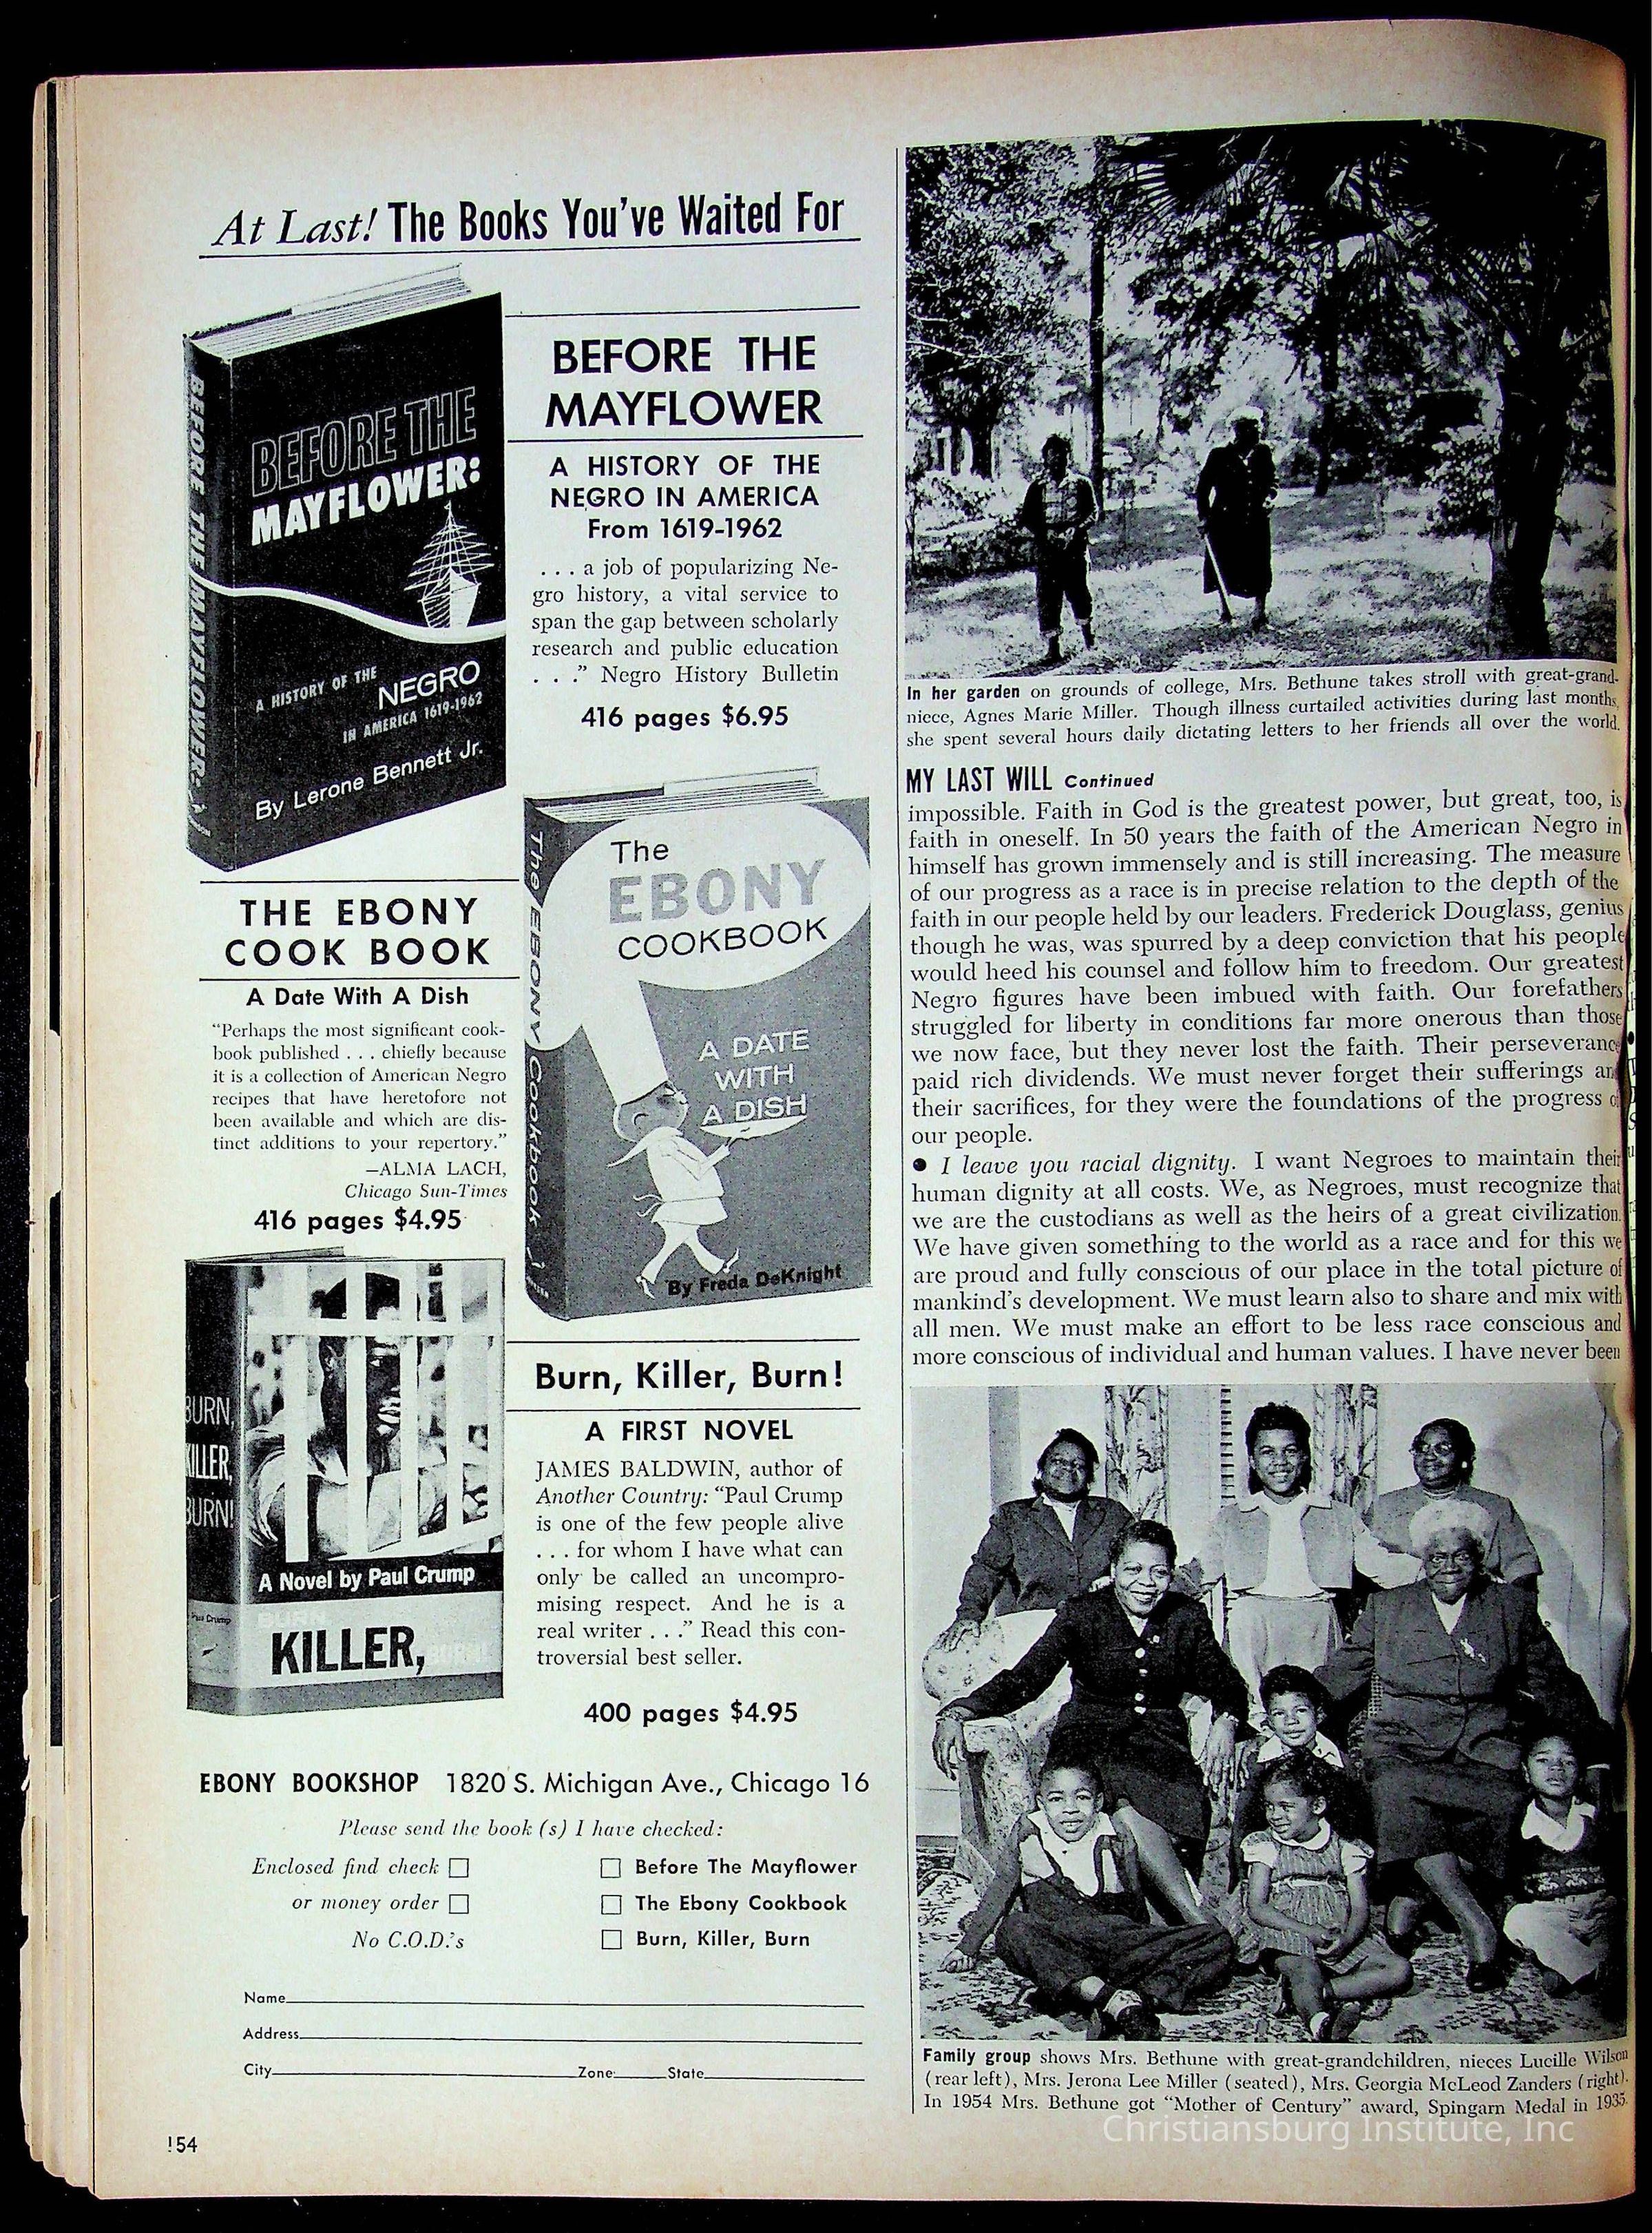 At Last! The Books You've Waited For
BEFORE THE MAYFLOWER:
BEFORE THE
MAYFLOWER:
A HISTORY OF THE
NEGRO
IN AMERICA 1619-1962
By Lerone Bennett Jr.
BEFORE THE
MAYFLOWER
A HISTORY OF THE
NEGRO IN AMERICA
From 1619-1962
. . . a job of popularizing Ne-
gro history, a vital service to
span the gap between scholarly
research and public education
. . .” Negro History Bulletin
416 pages $6.95
THE EBONY
COOK BOOK
A Date With A Dish
“Perhaps the most significant cook-
book published . . . chiefly because
it is a collection of American Negro
recipes that have heretofore not
been available and which are dis-
tinct additions to your repertory.”
—ALMA LACH,
Chicago Sun-Times
416 pages $4.95
The EBONY Cookbook
The
EBONY
COOKBOOK
A DATE
WITH
A DISH
By Freda DeKnight
BURN,
KILLER,
BURN!
Paul Crump
A Novel by Paul Crump
BURN,
KILLER, BURN!
Burn, Killer, Burn!
A FIRST NOVEL
JAMES BALDWIN, author of
Another Country: “Paul Crump
is one of the few people alive
. . . for whom I have what can
only be called an uncompro-
mising respect. And he is a
real writer . . .” Read this con-
troversial best seller.
400 pages $4.95
EBONY BOOKSHOP 1820 S. Michigan Ave., Chicago 16
Please send the book (s) I have checked:
Enclosed find check ☐
or money order ☐
No C.O.D.'s
☐ Before The Mayflower
☐ The Ebony Cookbook
☐ Burn, Killer, Burn
Name
Address
City Zone State
154
In her garden on grounds of college, Mrs. Bethune takes stroll with great-grand-
niece, Agnes Marie Miller. Though illness curtailed activities during last months,
she spent several hours daily dictating letters to her friends all over the world.
MY LAST WILL Continued
impossible. Faith in God is the greatest power, but great, too, is
faith in oneself. In 50 years the faith of the American Negro in
himself has grown immensely and is still increasing. The measure
of our progress as a race is in precise relation to the depth of the
faith in our people held by our leaders. Frederick Douglass, genius
though he was, was spurred by a deep conviction that his people
would heed his counsel and follow him to freedom. Our greatest
Negro figures have been imbued with faith. Our forefathers
struggled for liberty in conditions far more onerous than those
we now face, but they never lost the faith. Their perseverance
paid rich dividends. We must never forget their sufferings and
their sacrifices, for they were the foundations of the progress of
our people.
● I leave you racial dignity. I want Negroes to maintain their
human dignity at all costs. We, as Negroes, must recognize that
we are the custodians as well as the heirs of a great civilization.
We have given something to the world as a race and for this we
are proud and fully conscious of our place in the total picture of
mankind's development. We must learn also to share and mix with
all men. We must make an effort to be less race conscious and
more conscious of individual and human values. I have never been
Family group shows Mrs. Bethune with great-grandchildren, nieces Lucille Wilson
(rear left), Mrs. Jerona Lee Miller (seated), Mrs. Georgia McLeod Zanders (right).
In 1954 Mrs. Bethune got “Mother of Century” award, Spingarn Medal in 1935.
Christiansburg Institute, Inc